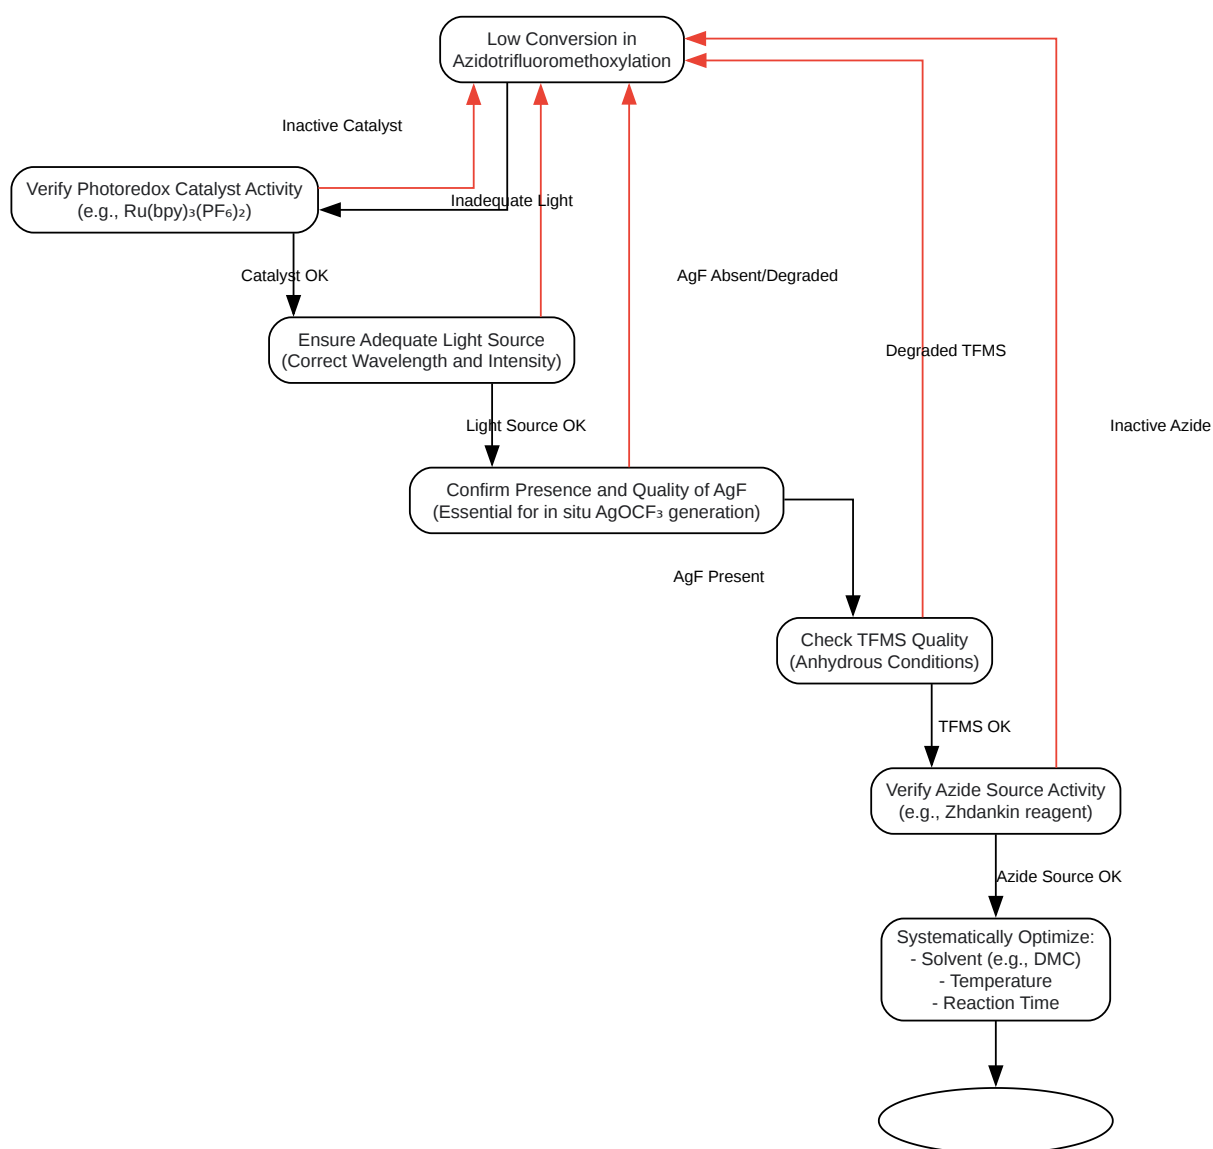 Low Conversion in
Azidotrifluoromethoxylation
Inactive Catalyst
Verify Photoredox Catalyst Activity
(e.g., Ru(bpy)₃(PF₆)₂)
Inadequate Light
Catalyst OK
AgF Absent/Degraded
Ensure Adequate Light Source
(Correct Wavelength and Intensity)
Degraded TFMS
Light Source OK
Inactive Azide
Confirm Presence and Quality of AgF
(Essential for in situ AgOCF₃ generation)
AgF Present
Check TFMS Quality
(Anhydrous Conditions)
TFMS OK
Verify Azide Source Activity
(e.g., Zhdankin reagent)
Azide Source OK
Systematically Optimize:
- Solvent (e.g., DMC)
- Temperature
- Reaction Time